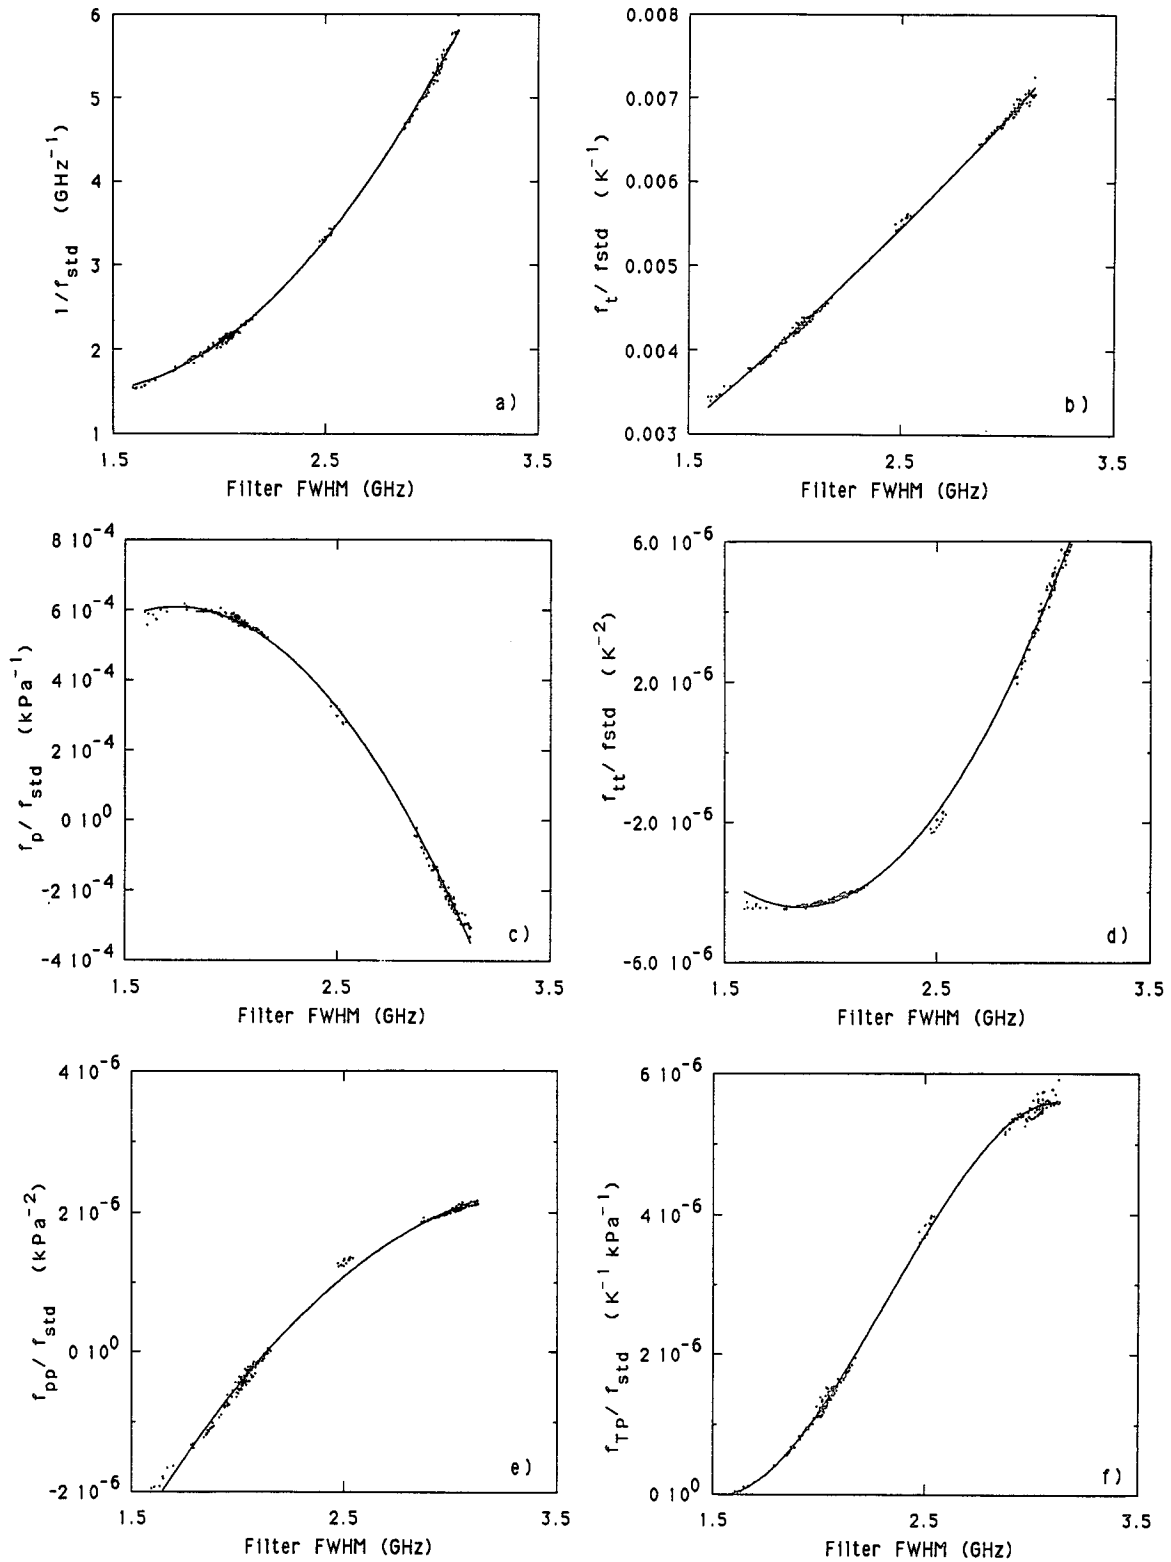 6
5
4
3
2
1
1/f_std (GHz⁻¹)
a)
1.5 2.5 3.5
Filter FWHM (GHz)
0.008
0.007
0.006
0.005
0.004
0.003
f_t/ fstd (K⁻¹)
b)
1.5 2.5 3.5
Filter FWHM (GHz)
8 10⁻⁴
6 10⁻⁴
4 10⁻⁴
2 10⁻⁴
0 10⁰
-2 10⁻⁴
-4 10⁻⁴
f_p/ f_std (kPa⁻¹)
c)
1.5 2.5 3.5
Filter FWHM (GHz)
6.0 10⁻⁶
2.0 10⁻⁶
-2.0 10⁻⁶
-6.0 10⁻⁶
f_tt/ fstd (K⁻²)
d)
1.5 2.5 3.5
Filter FWHM (GHz)
4 10⁻⁶
2 10⁻⁶
0 10⁰
-2 10⁻⁶
f_pp/ f_std (kPa⁻²)
e)
1.5 2.5 3.5
Filter FWHM (GHz)
6 10⁻⁶
4 10⁻⁶
2 10⁻⁶
0 10⁰
f_TP/ f_std (K⁻¹ kPa⁻¹)
f)
1.5 2.5 3.5
Filter FWHM (GHz)